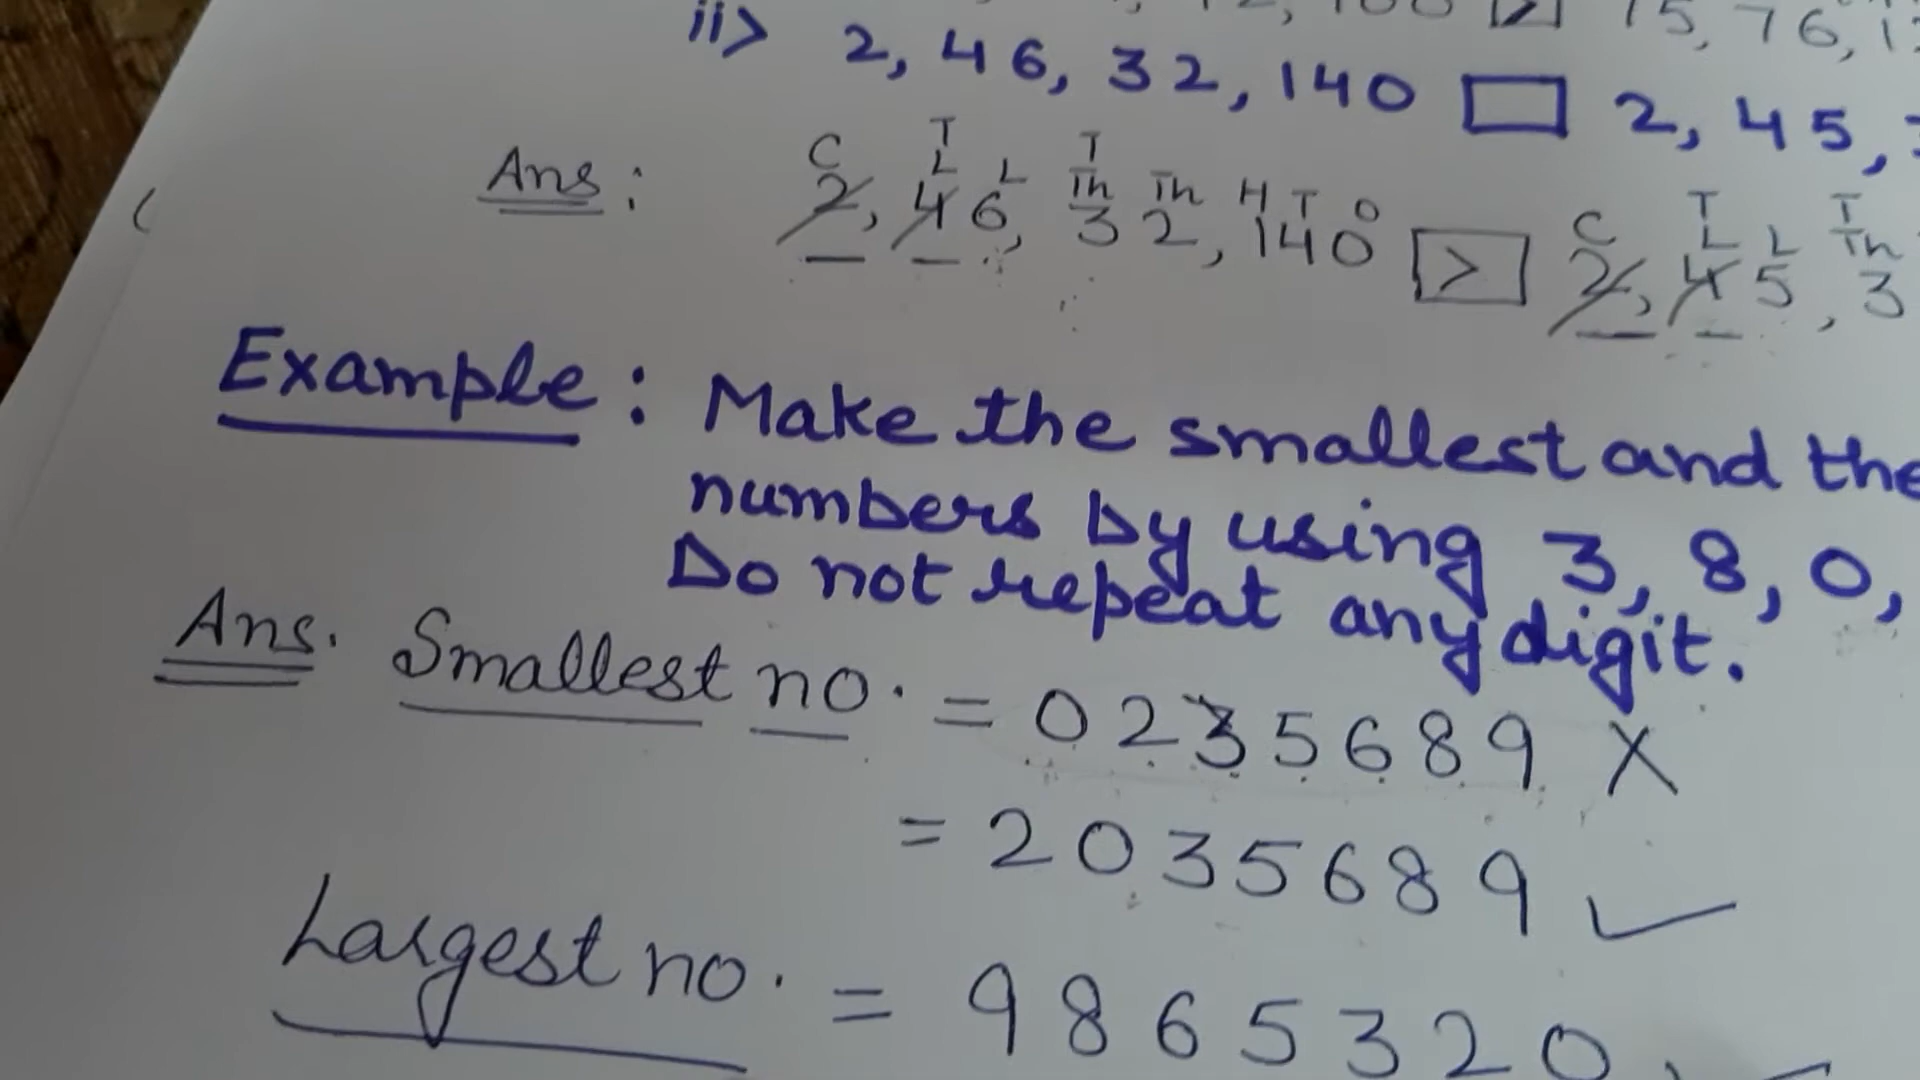 ii> 2, 46, 32, 140 □ 2, 45,
C TL L TTh Th H T O
Ans: 2, 46, 32, 140 > 2, 45, 3
C TL L TTh
Example: Make the smallest and the
numbers by using 3, 8, 0,
Do not repeat any digit.
Ans. Smallest no. = 0235689 X
= 2035689 ✓
Largest no. = 9865320